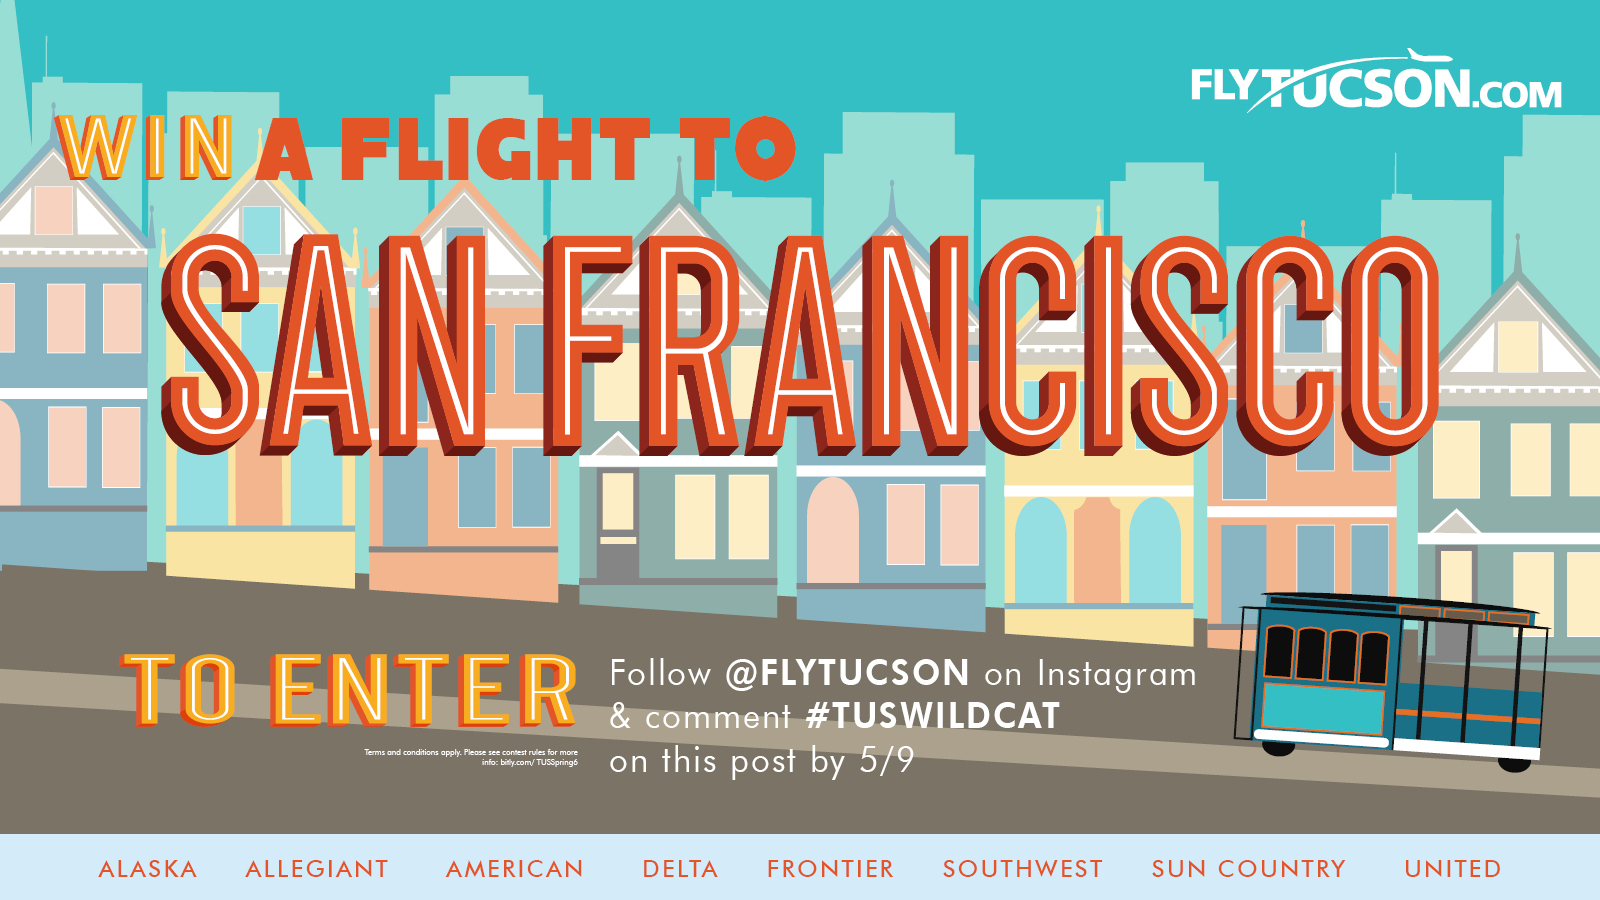 FLYTUCSON.COM
WIN A FLIGHT TO
SAN FRANCISCO
TO ENTER
Follow @FLYTUCSON on Instagram
& comment #TUSWILDCAT
on this post by 5/9
Terms and conditions apply. Please see contest rules for more
info: bitly.com/ TUSSpring6
ALASKA ALLEGIANT AMERICAN DELTA FRONTIER SOUTHWEST SUN COUNTRY UNITED